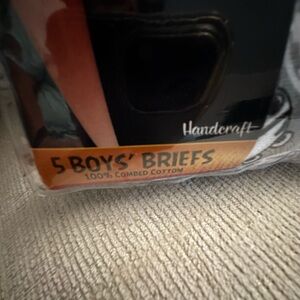 Handcraft
5 BOYS' BRIEFS
100% COMBED COTTON